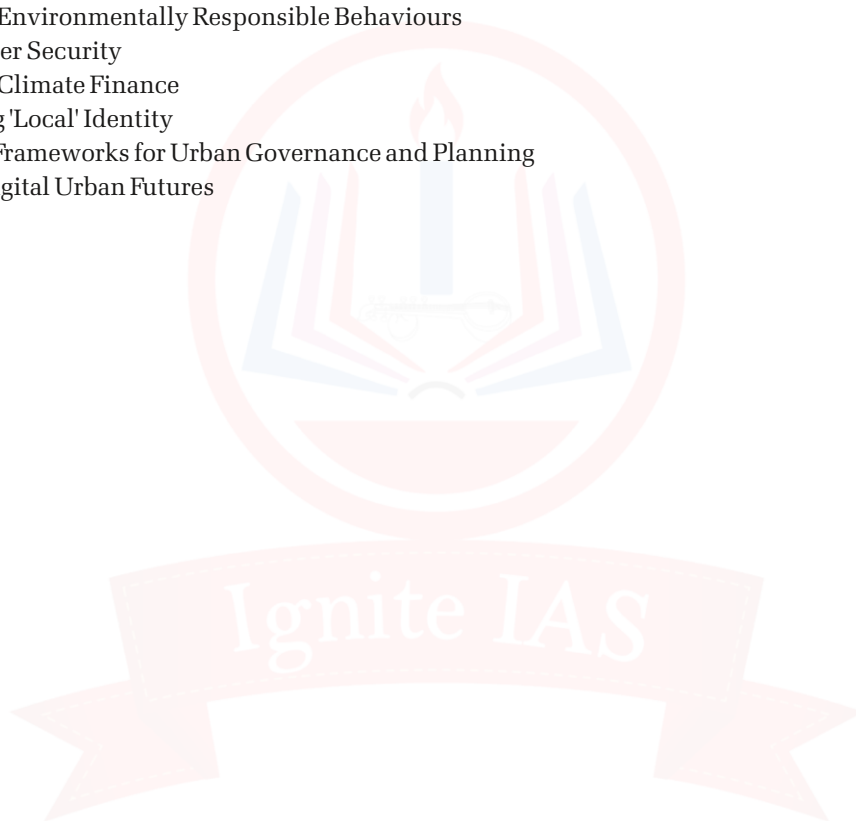 Environmentally Responsible Behaviours
er Security
Climate Finance
g 'Local' Identity
Frameworks for Urban Governance and Planning
gital Urban Futures
Ignite IAS